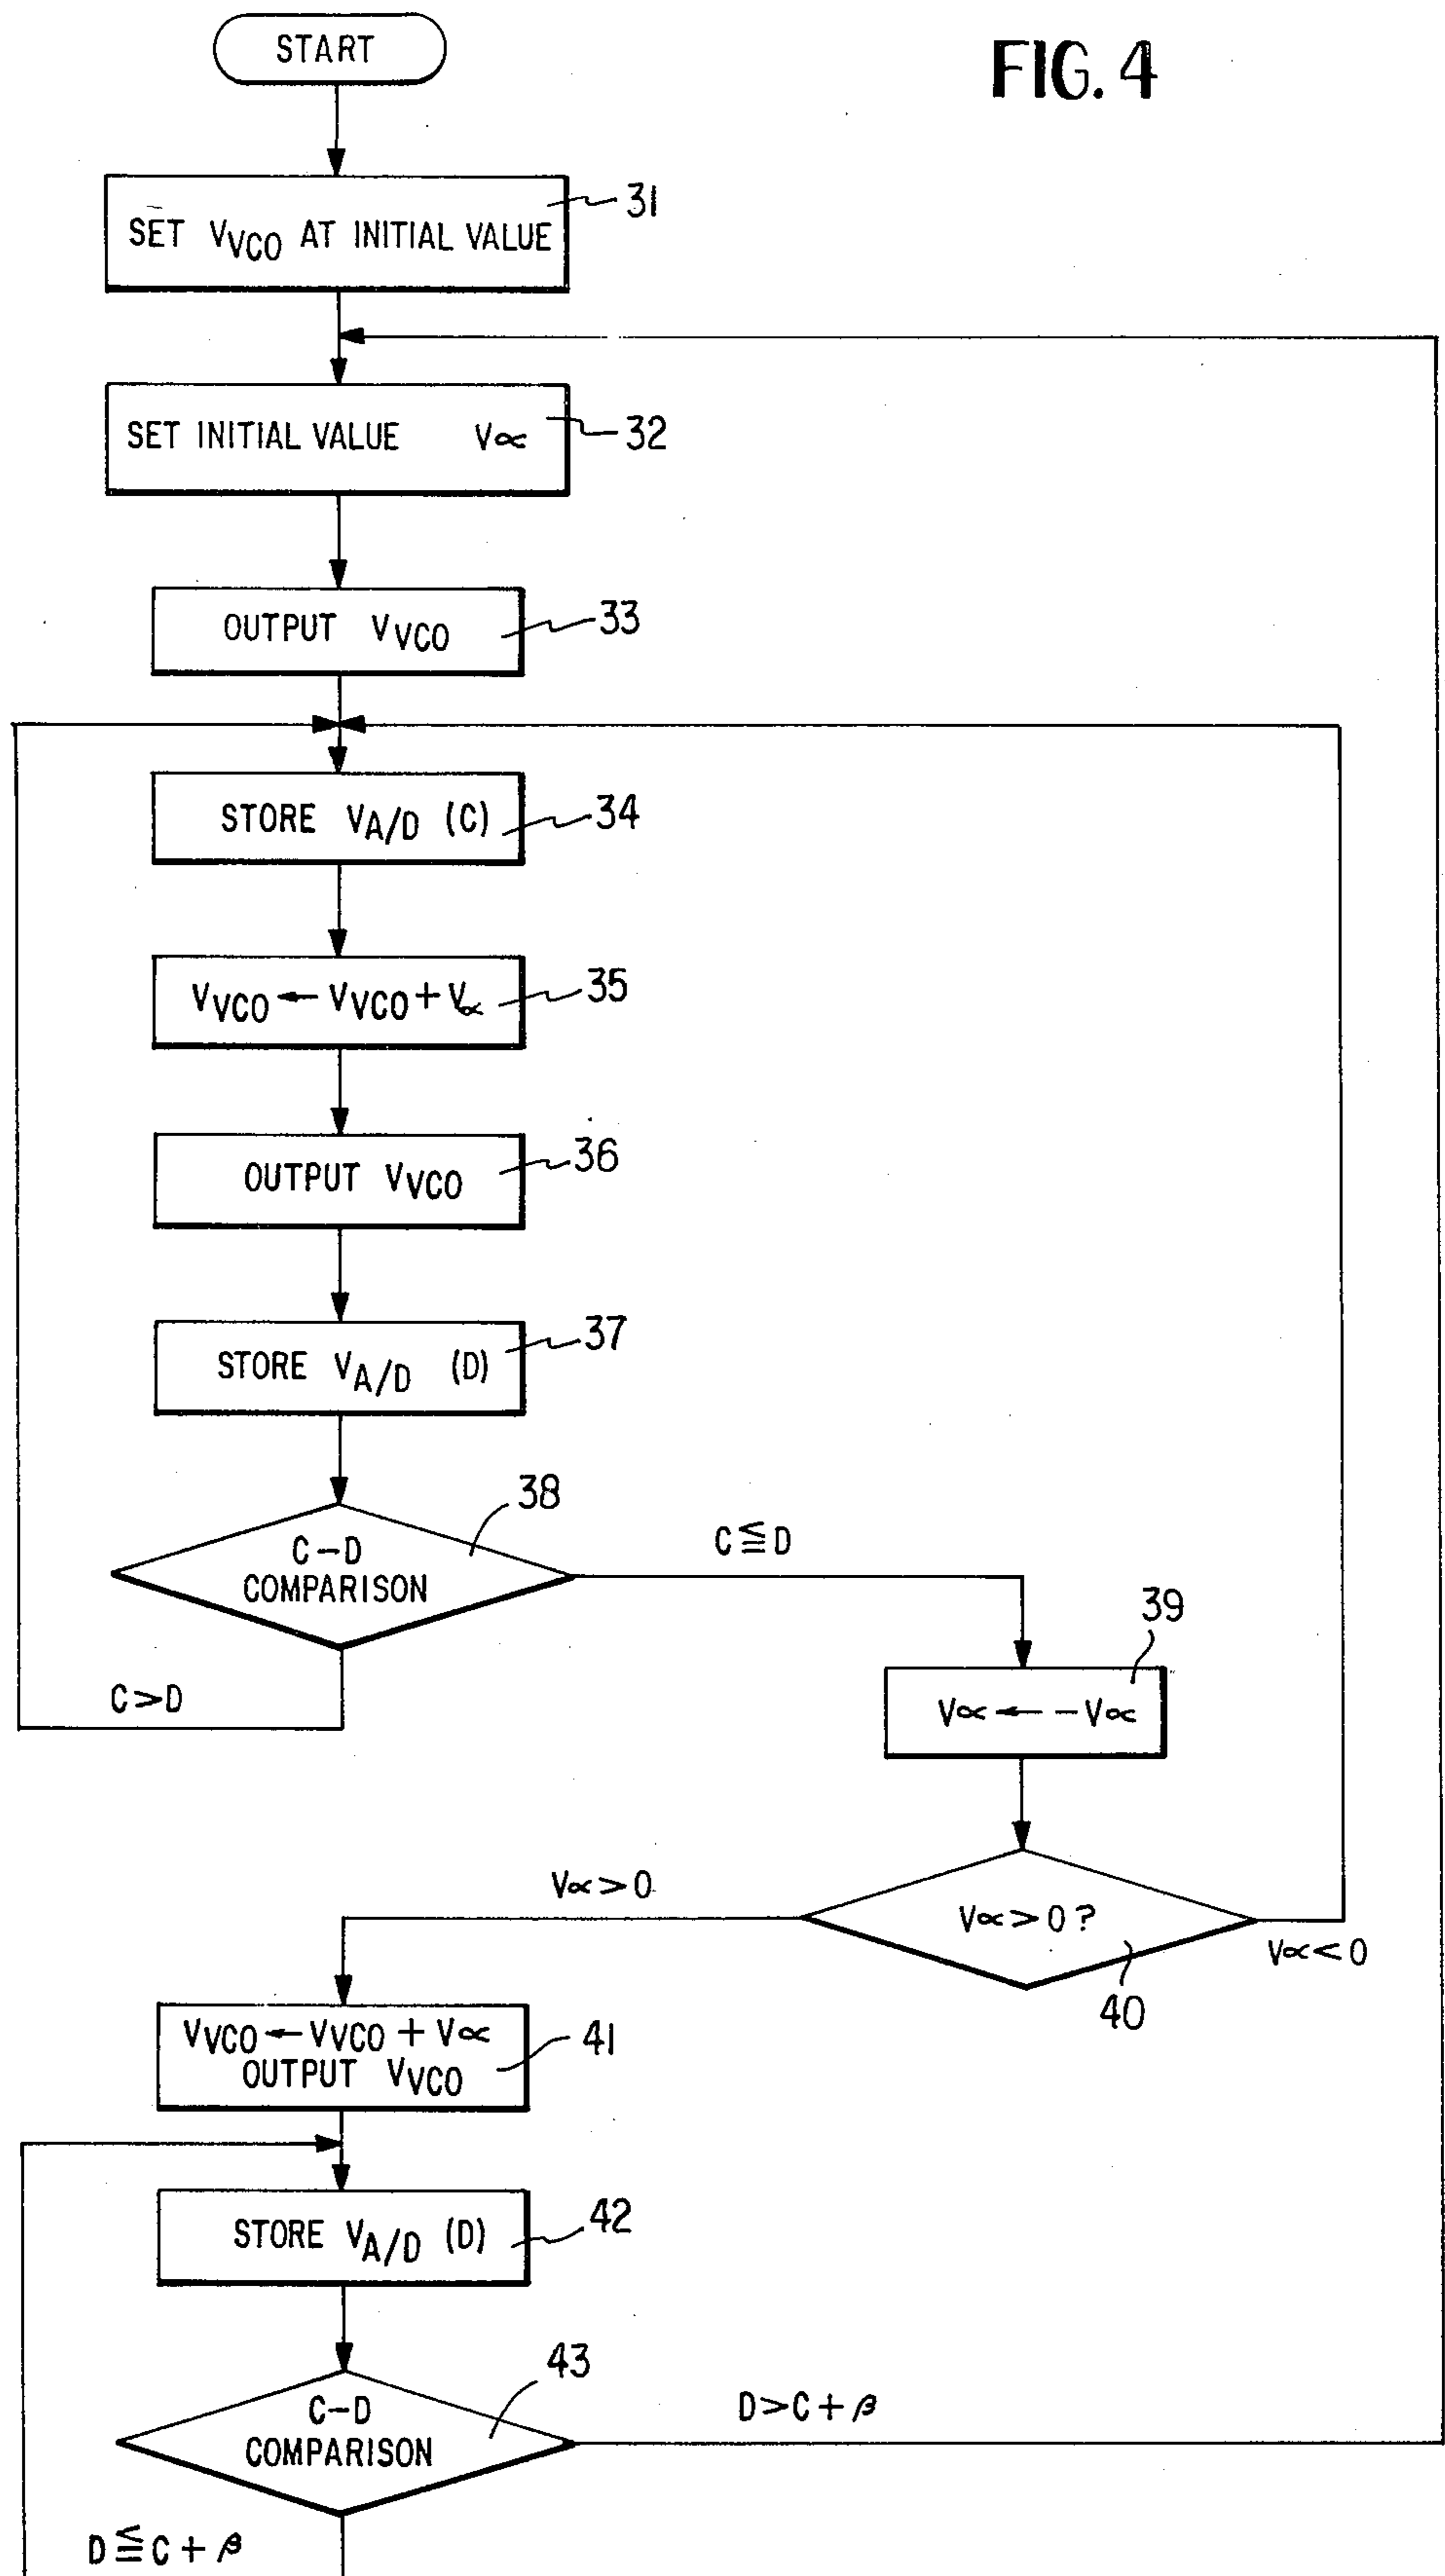 START
FIG. 4
SET V_VCO AT INITIAL VALUE
31
SET INITIAL VALUE V∝
32
OUTPUT V_VCO
33
STORE V_A/D (C)
34
V_VCO ← V_VCO + V_∝
35
OUTPUT V_VCO
36
STORE V_A/D (D)
37
38
C-D
COMPARISON
C≦D
C>D
39
V∝ ← -V∝
V∝>0
V∝>0?
V∝<0
40
V_VCO ← V_VCO + V∝
OUTPUT V_VCO
41
STORE V_A/D (D)
42
43
C-D
COMPARISON
D>C+β
D≦C+β